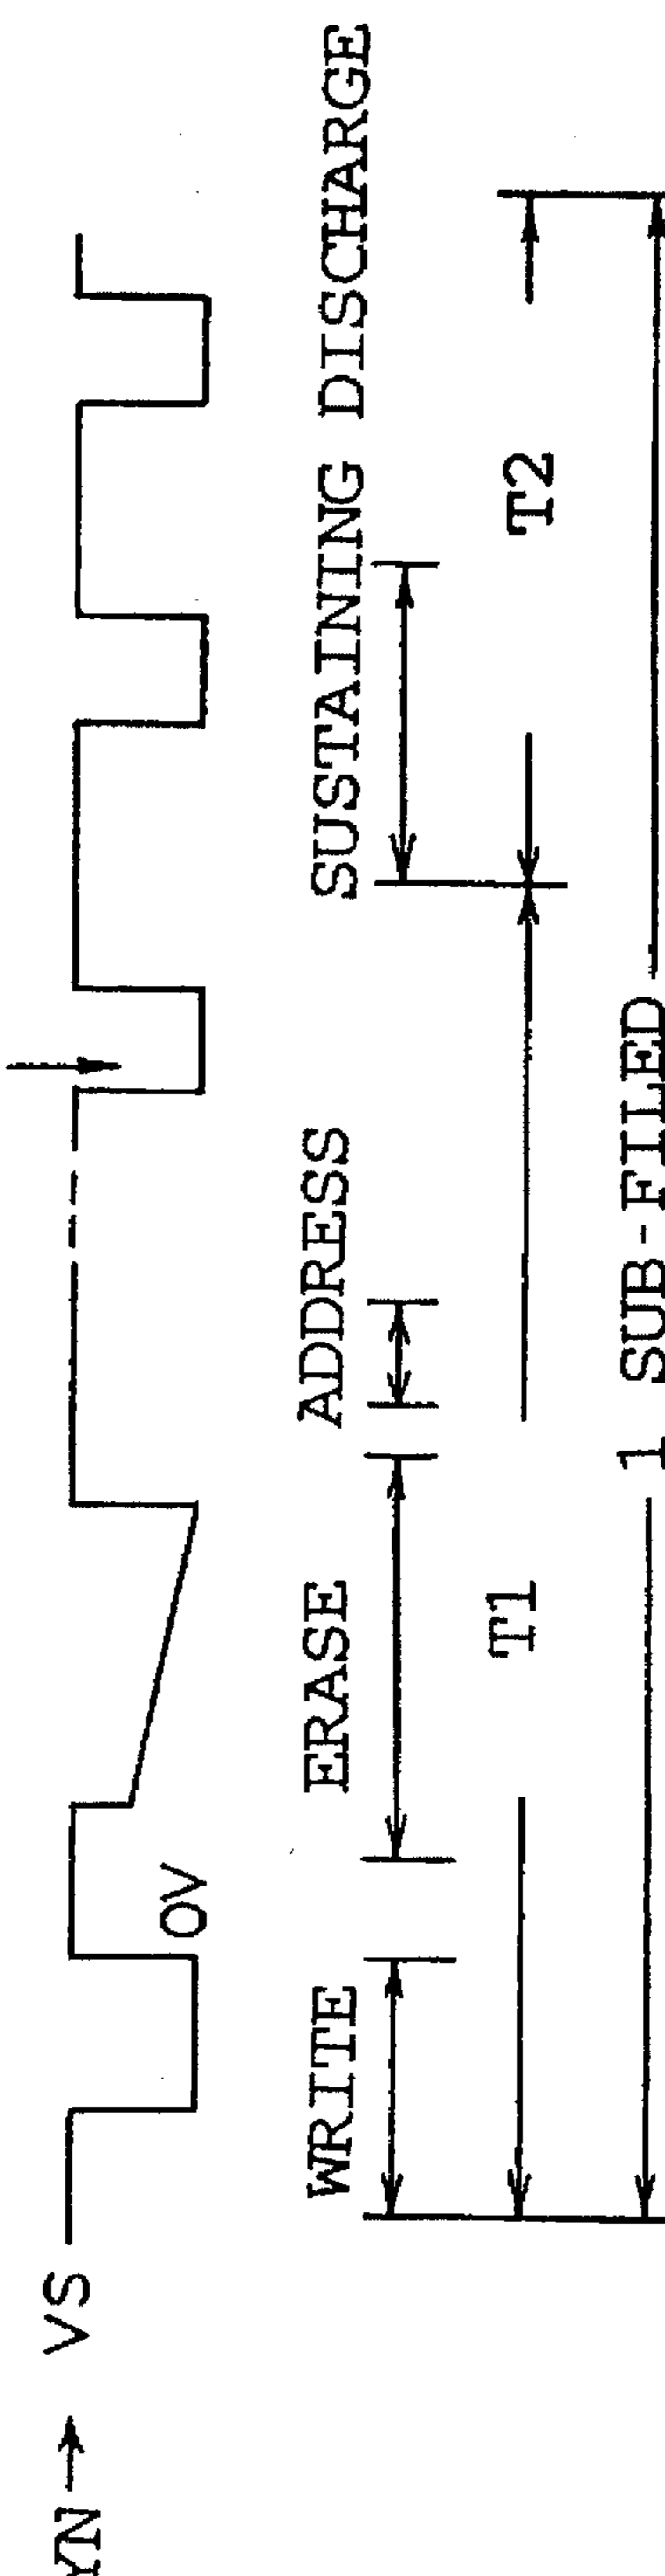 YN → VS
0V
WRITE ERASE ADDRESS SUSTAINING DISCHARGE
T1 T2
1 SUB-FILED